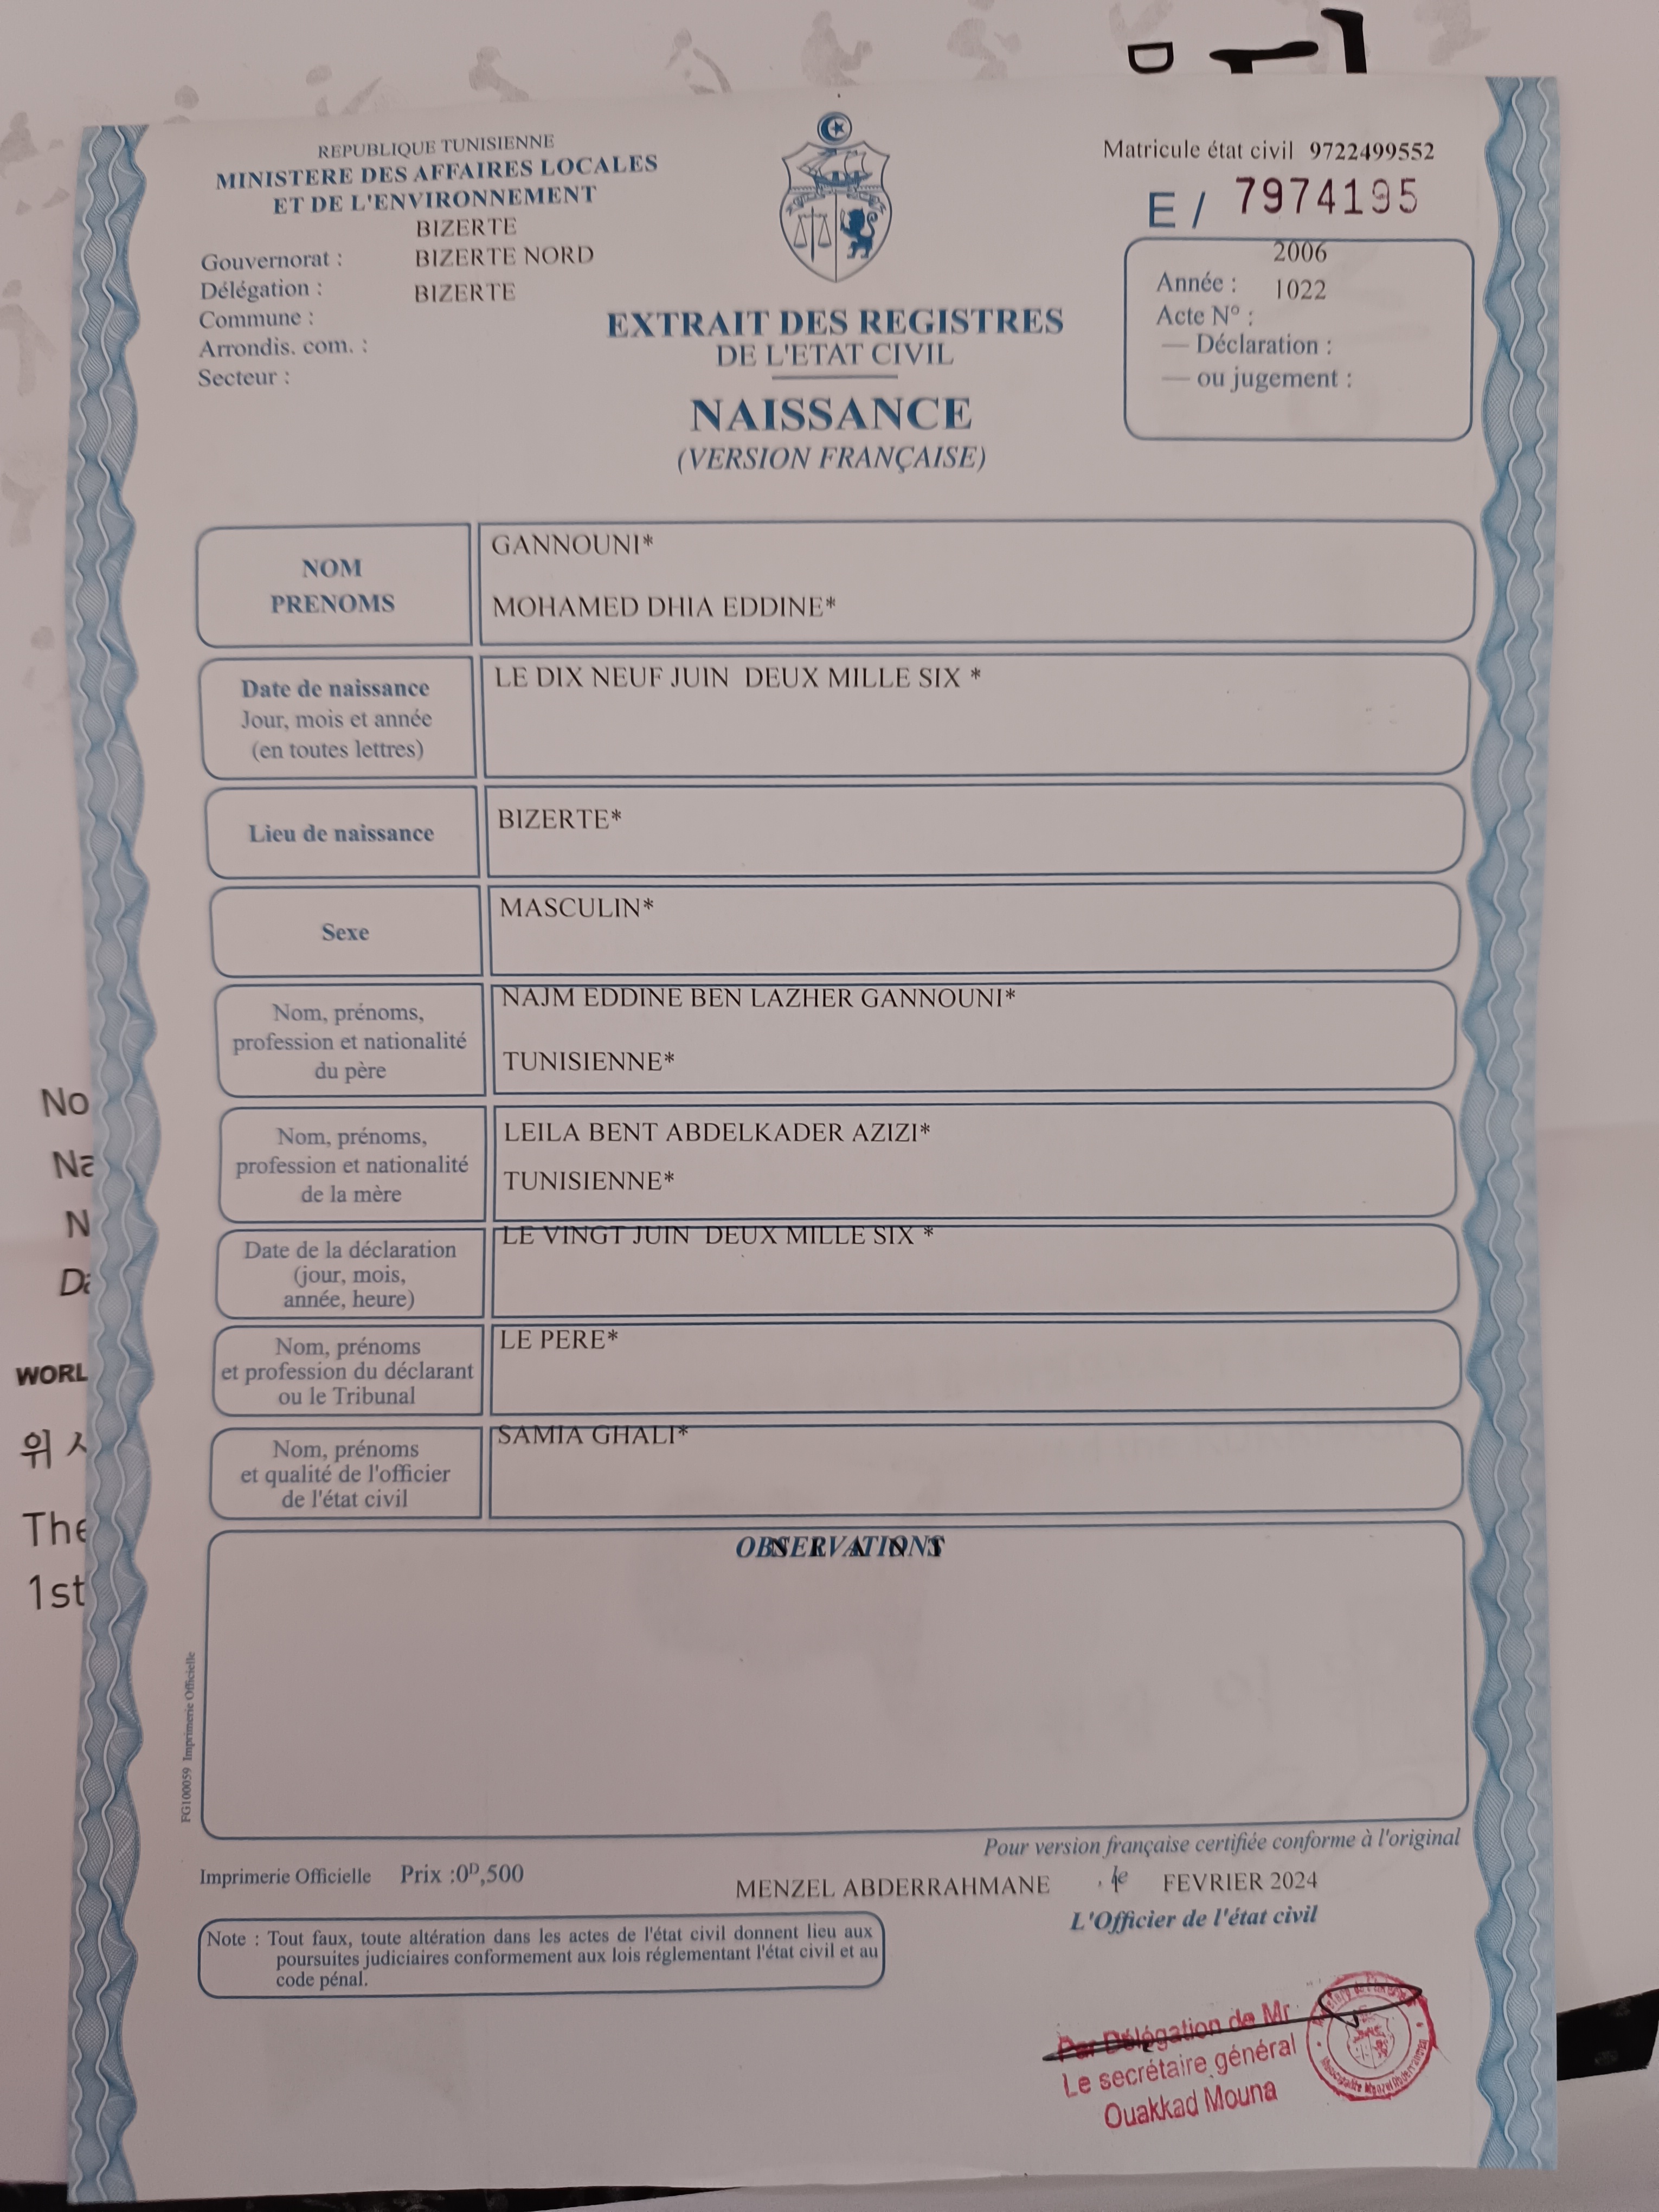 REPUBLIQUE TUNISIENNE
MINISTERE DES AFFAIRES LOCALES
ET DE L'ENVIRONNEMENT
BIZERTE
Gouvernorat : BIZERTE NORD
Délégation : BIZERTE
Commune :
Arrondis. com. :
Secteur :
EXTRAIT DES REGISTRES
DE L'ETAT CIVIL
NAISSANCE
(VERSION FRANÇAISE)
Matricule état civil 9722499552
E / 7974195
2006
Année : 1022
Acte N° :
— Déclaration :
— ou jugement :
NOM
PRENOMS
GANNOUNI*
MOHAMED DHIA EDDINE*
Date de naissance
Jour, mois et année
(en toutes lettres)
LE DIX NEUF JUIN DEUX MILLE SIX *
Lieu de naissance
BIZERTE*
Sexe
MASCULIN*
Nom, prénoms,
profession et nationalité
du père
NAJM EDDINE BEN LAZHER GANNOUNI*
TUNISIENNE*
Nom, prénoms,
profession et nationalité
de la mère
LEILA BENT ABDELKADER AZIZI*
TUNISIENNE*
Date de la déclaration
(jour, mois,
année, heure)
LE VINGT JUIN DEUX MILLE SIX *
Nom, prénoms
et profession du déclarant
ou le Tribunal
LE PERE*
Nom, prénoms
et qualité de l'officier
de l'état civil
SAMIA GHALI*
OBSERVATIONS
FG100059 Imprimerie Officielle
Pour version française certifiée conforme à l'original
Imprimerie Officielle Prix :0ᴰ,500
MENZEL ABDERRAHMANE , le FEVRIER 2024
L'Officier de l'état civil
Note : Tout faux, toute altération dans les actes de l'état civil donnent lieu aux
poursuites judiciaires conformement aux lois réglementant l'état civil et au
code pénal.
Par Délégation de Mr
Le secrétaire général
Ouakkad Mouna
No
Na
N
Da
WORL
위
The
1st